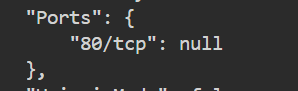 "Ports": {
"80/tcp": null
},